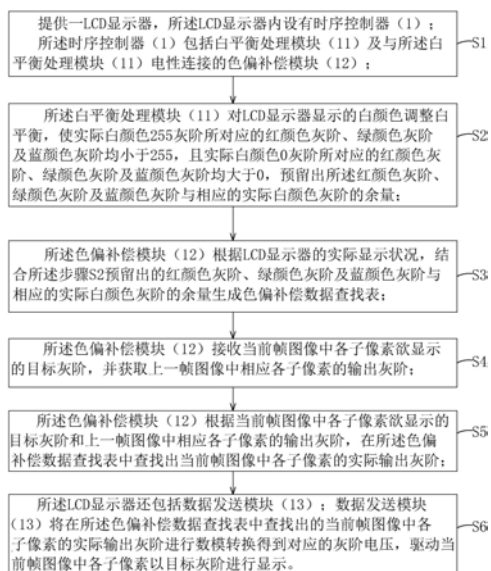 提供一LCD显示器，所述LCD显示器内设有时序控制器（1）；
所述时序控制器（1）包括白平衡处理模块（11）及与所述白
平衡处理模块（11）电性连接的色偏补偿模块（12）；
S1
所述白平衡处理模块（11）对LCD显示器显示的白颜色调整白
平衡，使实际白颜色255灰阶所对应的红颜色灰阶、绿颜色灰阶
及蓝颜色灰阶均小于255，且实际白颜色0灰阶所对应的红颜色灰
阶、绿颜色灰阶及蓝颜色灰阶均大于0，预留出所述红颜色灰阶、
绿颜色灰阶及蓝颜色灰阶与相应的实际白颜色灰阶的余量；
S2
所述色偏补偿模块（12）根据LCD显示器的实际显示状况，结
合所述步骤S2预留出的红颜色灰阶、绿颜色灰阶及蓝颜色灰阶与
相应的实际白颜色灰阶的余量生成色偏补偿数据查找表；
S3
所述色偏补偿模块（12）接收当前帧图像中各子像素欲显示
的目标灰阶，并获取上一帧图像中相应各子像素的输出灰阶；
S4
所述色偏补偿模块（12）根据当前帧图像中各子像素欲显示的
目标灰阶和上一帧图像中相应各子像素的输出灰阶，在所述色偏
补偿数据查找表中查找出当前帧图像中各子像素的实际输出灰阶；
S5
所述LCD显示器还包括数据发送模块（13）；数据发送模块
（13）将在所述色偏补偿数据查找表中查找出的当前帧图像中各
子像素的实际输出灰阶进行数模转换得到对应的灰阶电压，驱动当
前帧图像中各子像素以目标灰阶进行显示。
S6